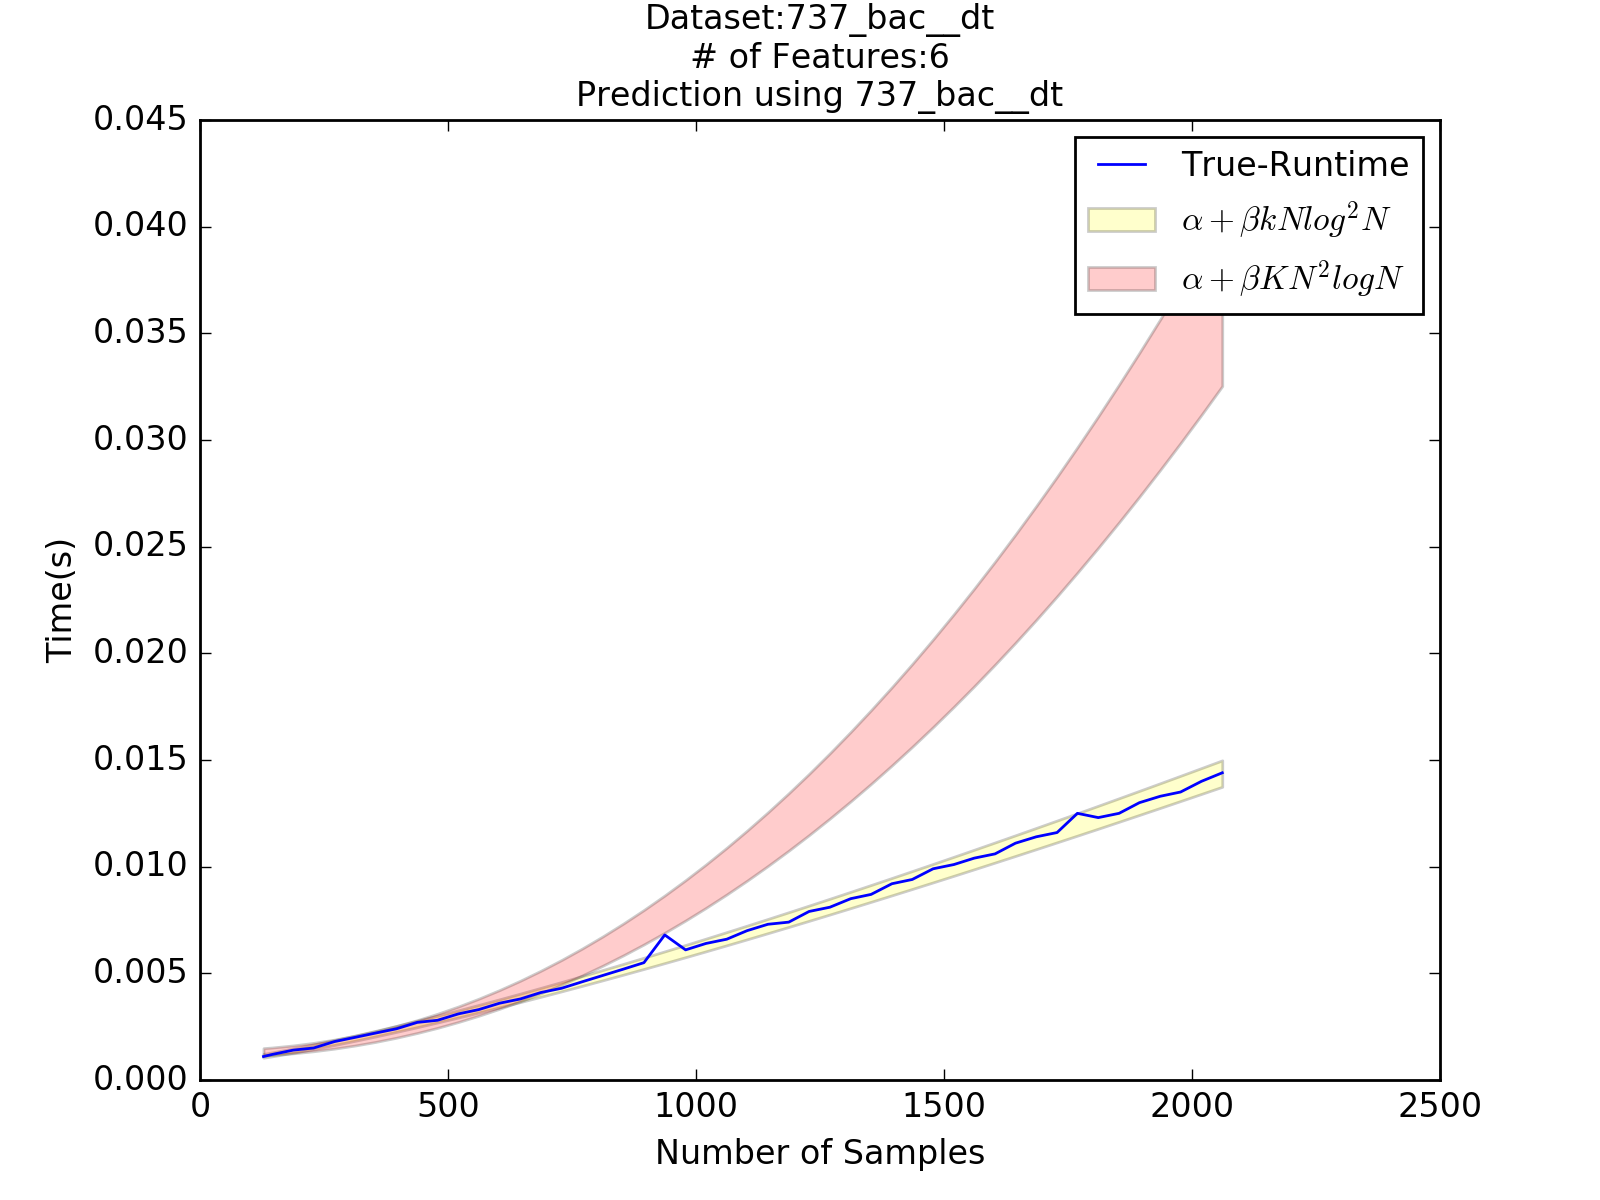 Dataset:737_bac__dt
# of Features:6
Prediction using 737_bac__dt
0.045
0.040
0.035
0.030
0.025
0.020
0.015
0.010
0.005
0.000
Time(s)
True-Runtime
α + βkNlog²N
α + βKN²logN
0 500 1000 1500 2000 2500
Number of Samples